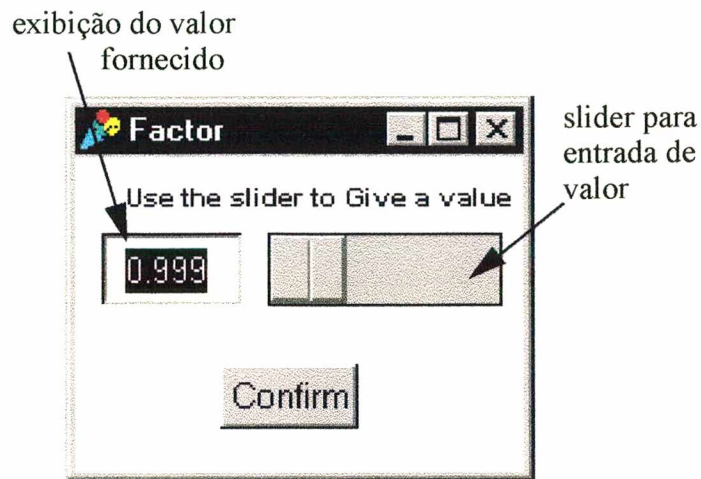 exibição do valor
fornecido
Factor
slider para
entrada de
valor
Use the slider to Give a value
0.999
Confirm